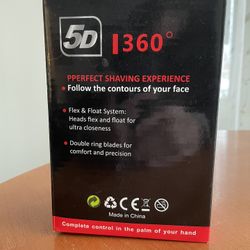 5D 360°
PPERFECT SHAVING EXPERIENCE
• Follow the contours of your face
• Flex & Float System:
Heads flex and float for
ultra closeness
• Double ring blades for
comfort and precision
CE
Made in China
Complete control in the palm of your hand